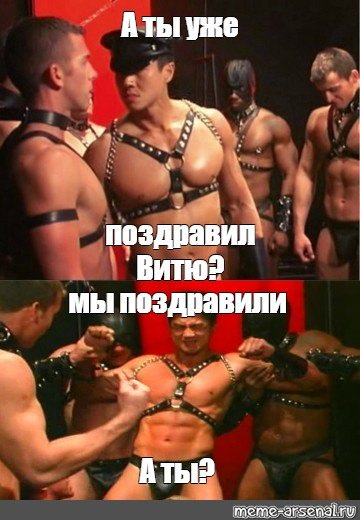 А ты уже
поздравил
Витю?
мы поздравили
А ты?
meme-arsenal.ru